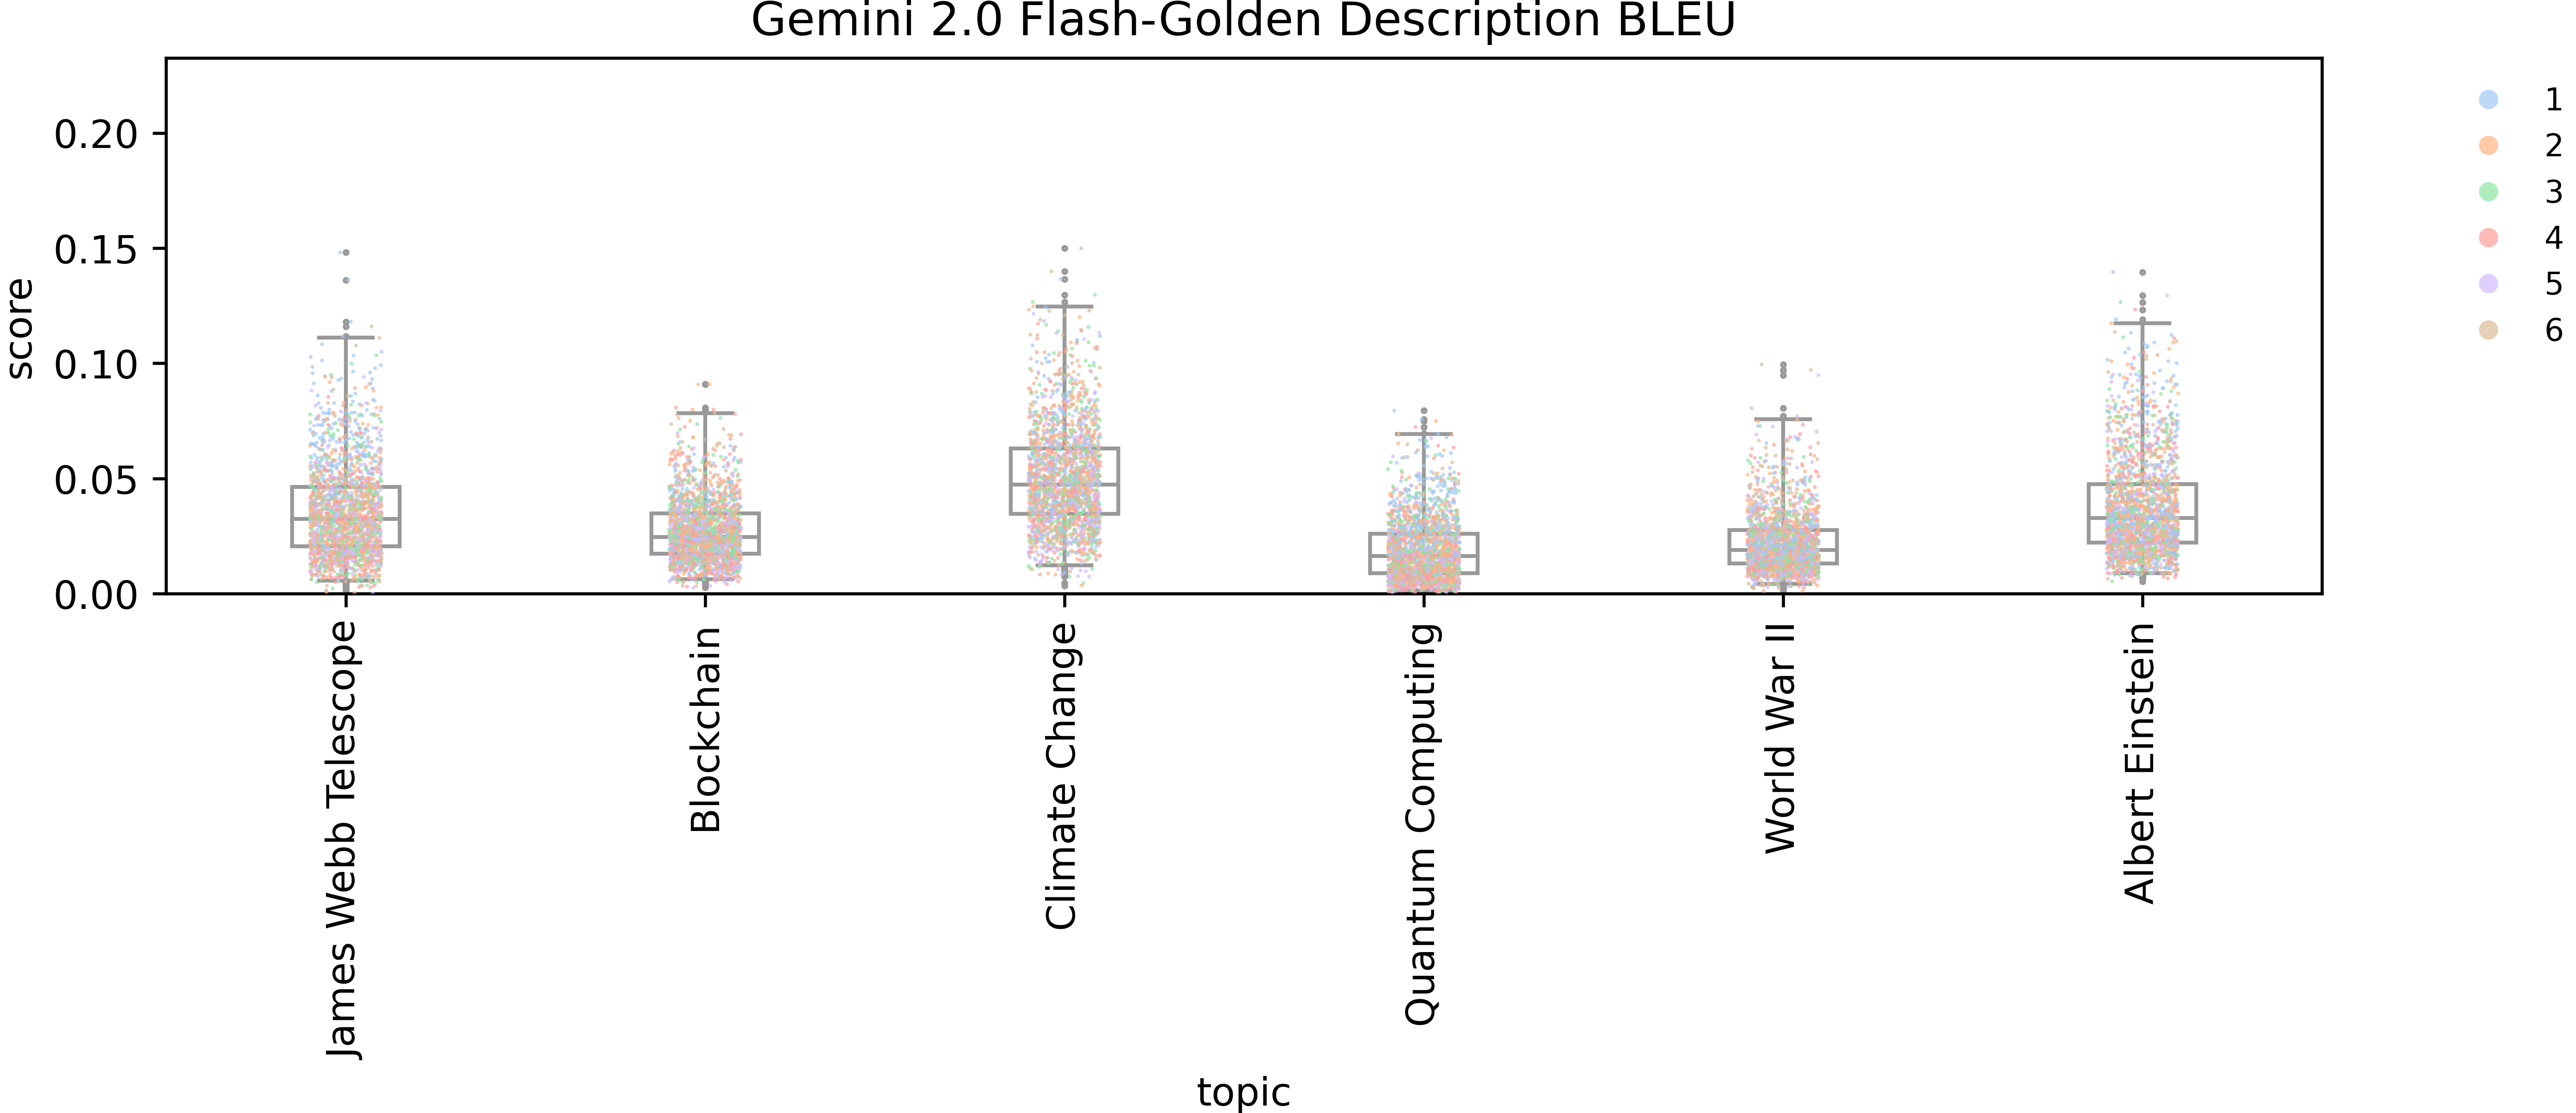 Gemini 2.0 Flash-Golden Description BLEU
score
0.20
0.15
0.10
0.05
0.00
James Webb Telescope
Blockchain
Climate Change
Quantum Computing
World War II
Albert Einstein
topic
1
2
3
4
5
6